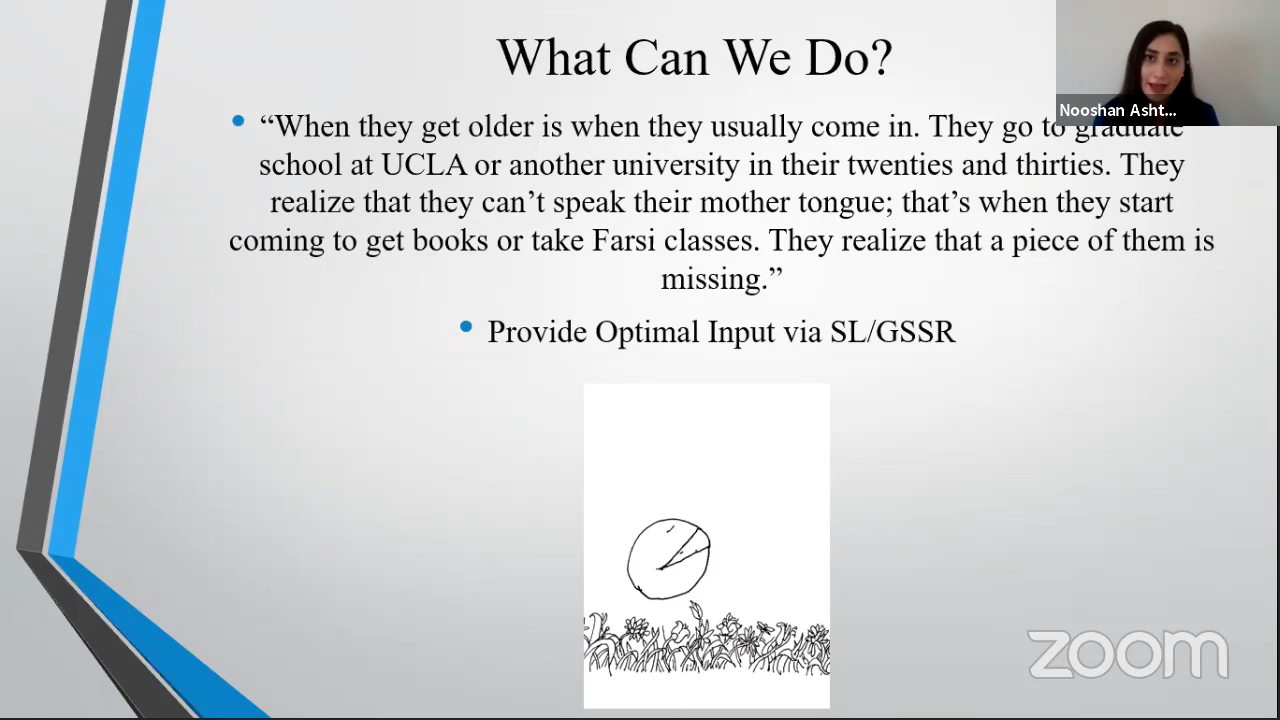 What Can We Do?
Nooshan Asht...
• “When they get older is when they usually come in. They go to graduate
school at UCLA or another university in their twenties and thirties. They
realize that they can’t speak their mother tongue; that’s when they start
coming to get books or take Farsi classes. They realize that a piece of them is
missing.”
• Provide Optimal Input via SL/GSSR
zoom